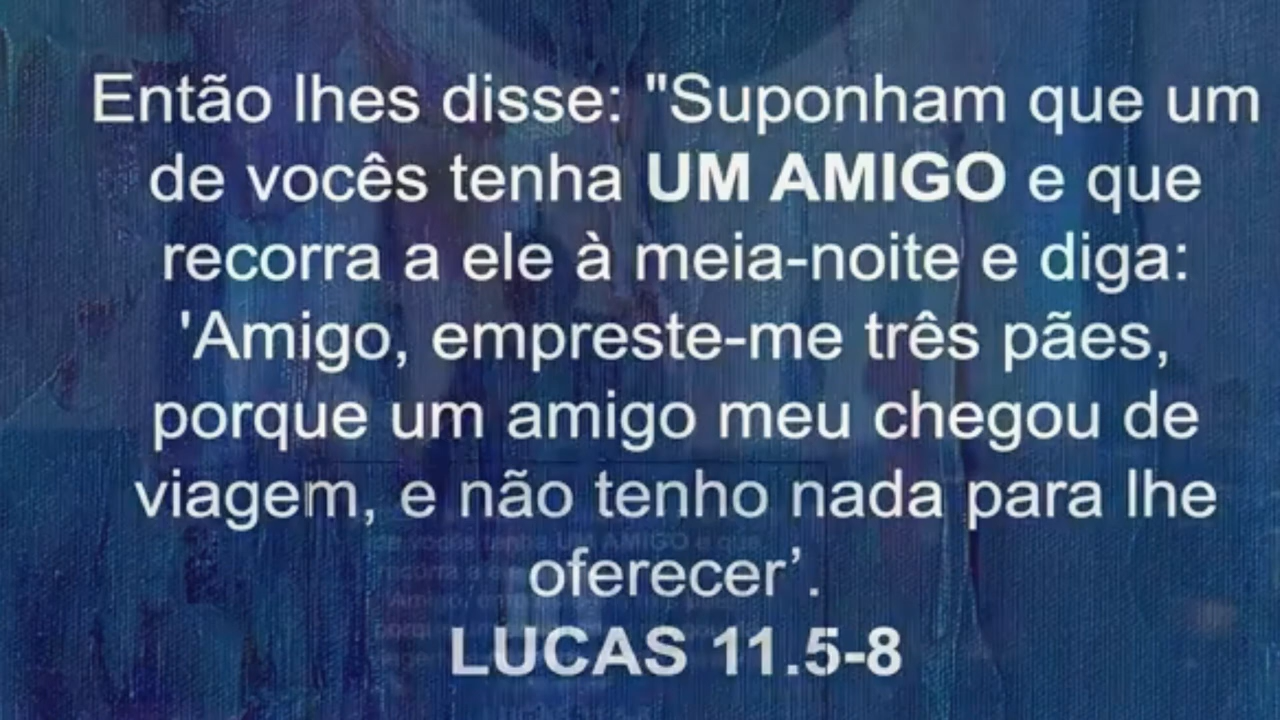 Então lhes disse: "Suponham que um
de vocês tenha UM AMIGO e que
recorra a ele à meia-noite e diga:
'Amigo, empreste-me três pães,
porque um amigo meu chegou de
viagem, e não tenho nada para lhe
oferecer’.
LUCAS 11.5-8